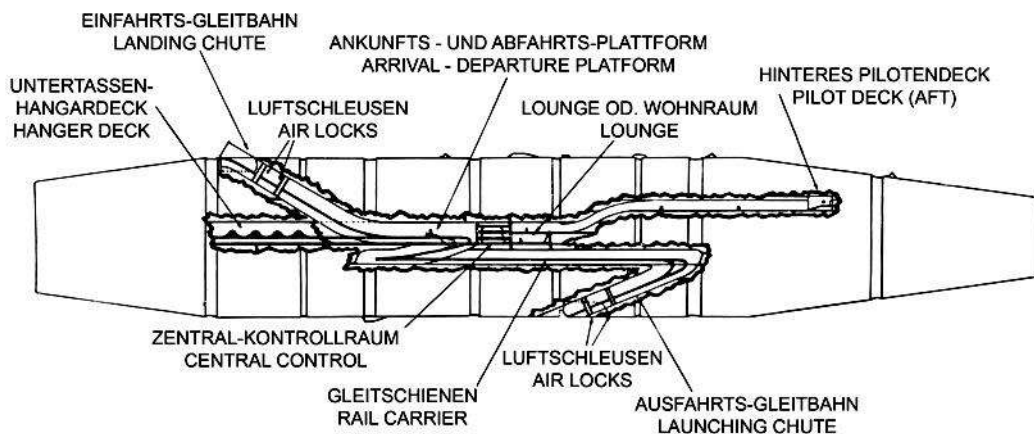 EINFAHRTS-GLEITBAHN
LANDING CHUTE
ANKUNFTS - UND ABFAHRTS-PLATTFORM
ARRIVAL - DEPARTURE PLATFORM
HINTERES PILOTENDECK
PILOT DECK (AFT)
UNTERTASSEN-
HANGARDECK
HANGER DECK
LUFTSCHLEUSEN
AIR LOCKS
LOUNGE OD. WOHNRAUM
LOUNGE
ZENTRAL-KONTROLLRAUM
CENTRAL CONTROL
LUFTSCHLEUSEN
AIR LOCKS
GLEITSCHIENEN
RAIL CARRIER
AUSFAHRTS-GLEITBAHN
LAUNCHING CHUTE